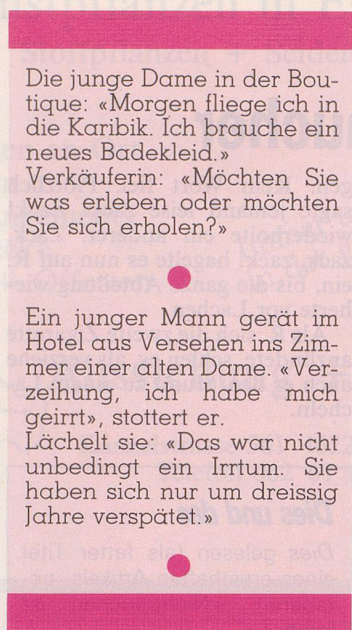 Die junge Dame in der Bou-
tique: «Morgen fliege ich in
die Karibik. Ich brauche ein
neues Badekleid.»
Verkäuferin: «Möchten Sie
was erleben oder möchten
Sie sich erholen?»
Ein junger Mann gerät im
Hotel aus Versehen ins Zim-
mer einer alten Dame. «Ver-
zeihung, ich habe mich
geirrt», stottert er.
Lächelt sie: «Das war nicht
unbedingt ein Irrtum. Sie
haben sich nur um dreissig
Jahre verspätet.»